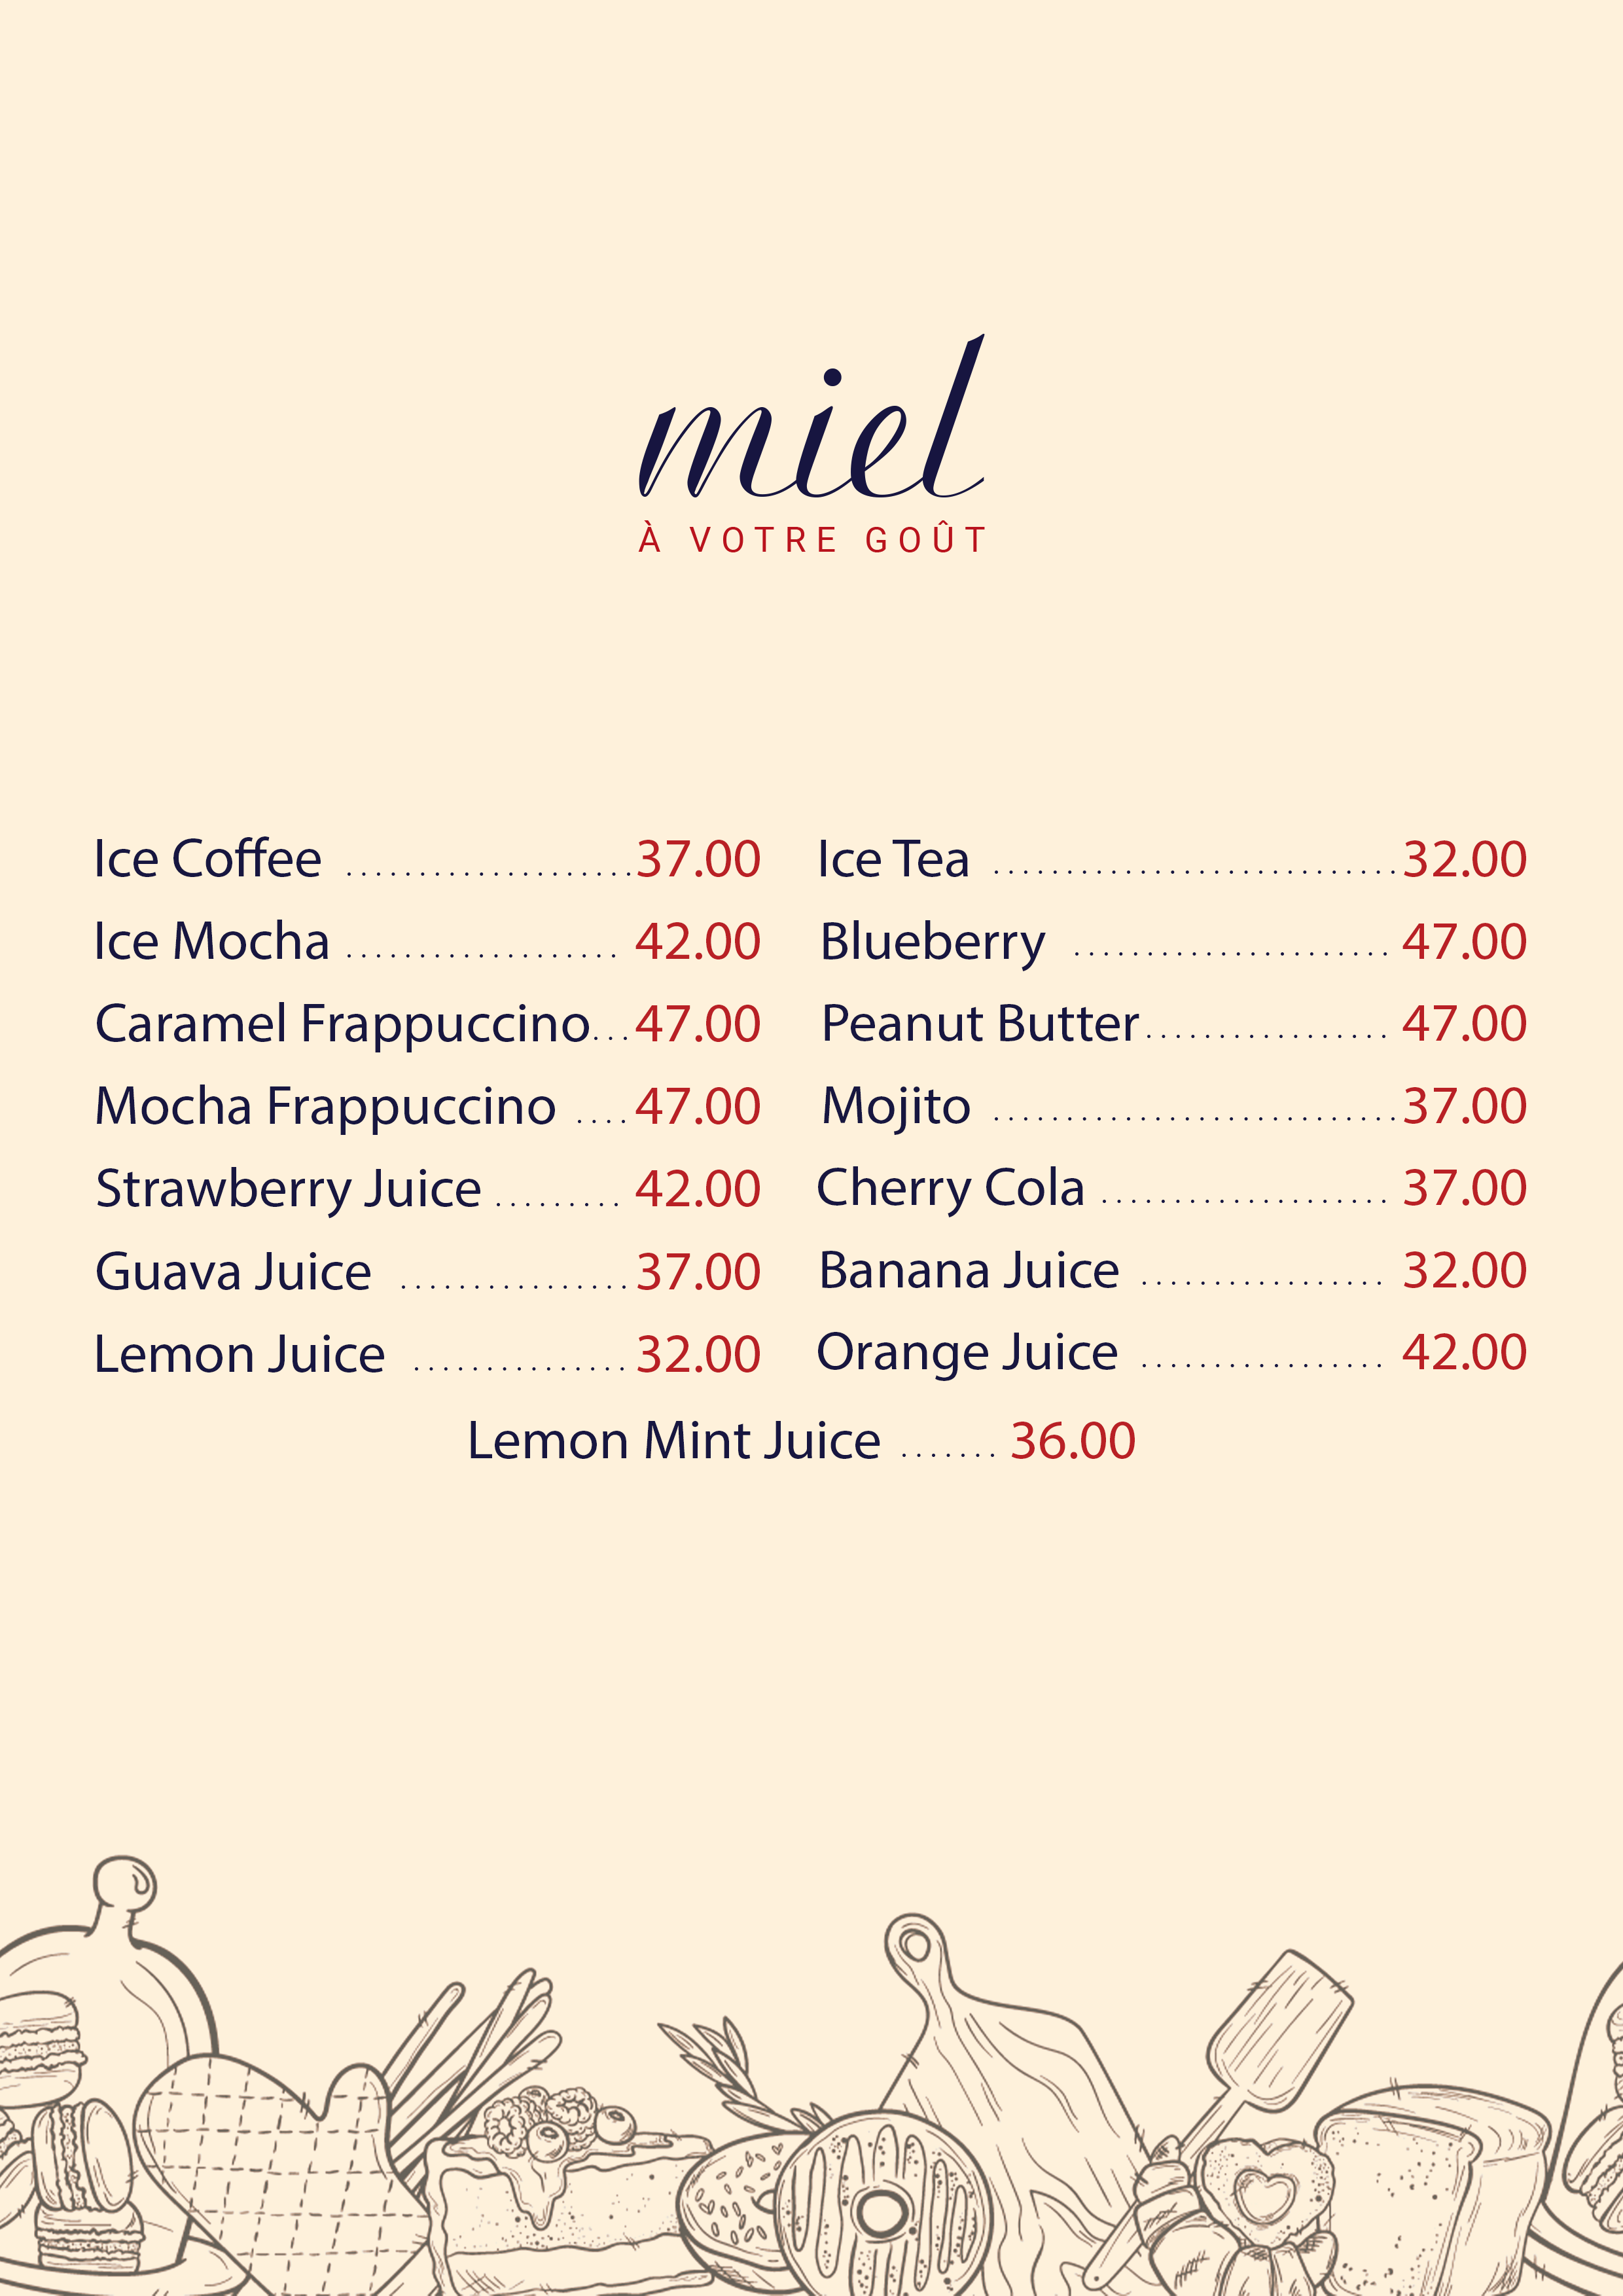 miel
À VOTRE GOÛT
Ice Coffee ....................37.00
Ice Mocha ................... 42.00
Caramel Frappuccino...47.00
Mocha Frappuccino ....47.00
Strawberry Juice ......... 42.00
Guava Juice ................37.00
Lemon Juice ...............32.00
Ice Tea ............................32.00
Blueberry ...................... 47.00
Peanut Butter................. 47.00
Mojito ............................37.00
Cherry Cola .................... 37.00
Banana Juice ................. 32.00
Orange Juice ................. 42.00
Lemon Mint Juice ....... 36.00